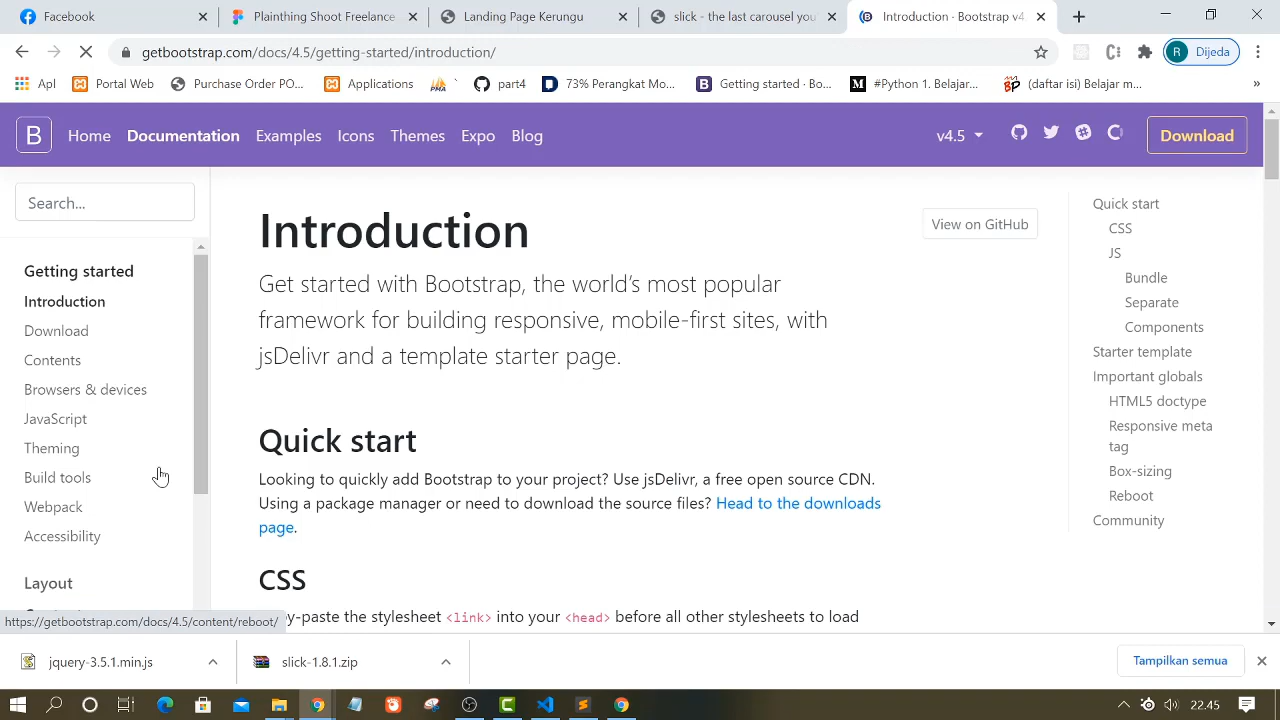 Facebook
Plainthing Shoot Freelance
Landing Page Kerungu
slick - the last carousel you
Introduction · Bootstrap v4
getbootstrap.com/docs/4.5/getting-started/introduction/
R
Dijeda
Apl
Portal Web
Purchase Order PO...
Applications
PMA
part4
73% Perangkat Mo...
Getting started · Bo...
#Python 1. Belajar...
(daftar isi) Belajar m...
»
B
Home
Documentation
Examples
Icons
Themes
Expo
Blog
v4.5
Download
Search...
Getting started
Introduction
Download
Contents
Browsers & devices
JavaScript
Theming
Build tools
Webpack
Accessibility
Layout
Introduction
View on GitHub
Get started with Bootstrap, the world's most popular
framework for building responsive, mobile-first sites, with
jsDelivr and a template starter page.
Quick start
Looking to quickly add Bootstrap to your project? Use jsDelivr, a free open source CDN.
Using a package manager or need to download the source files? Head to the downloads
page.
CSS
y-paste the stylesheet <link> into your <head> before all other stylesheets to load
Quick start
CSS
JS
Bundle
Separate
Components
Starter template
Important globals
HTML5 doctype
Responsive meta
tag
Box-sizing
Reboot
Community
https://getbootstrap.com/docs/4.5/content/reboot/
jquery-3.5.1.min.js
slick-1.8.1.zip
Tampilkan semua
22.45